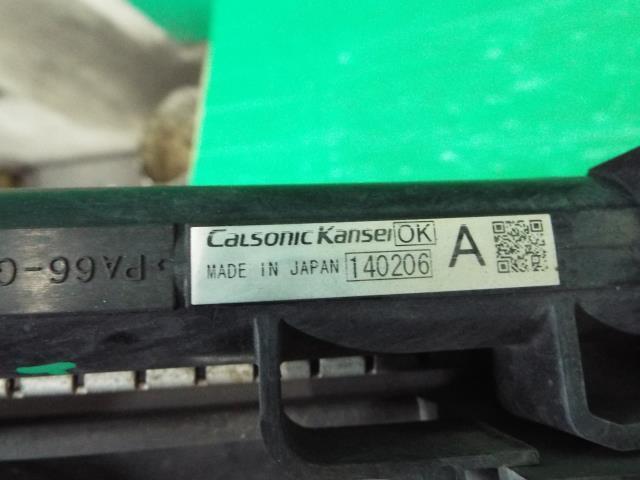 Calsonic Kansei OK A
MADE IN JAPAN 140206
>PA66-G